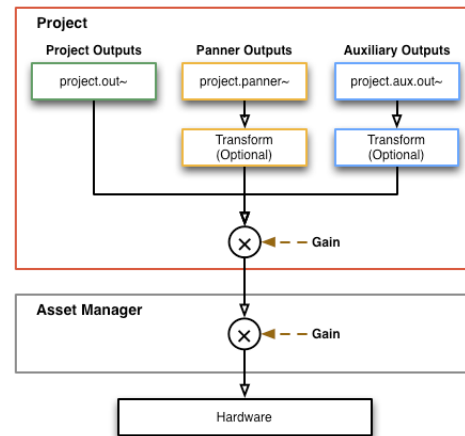 Project
Project Outputs
Panner Outputs
Auxiliary Outputs
project.out~
project.panner~
project.aux.out~
Transform
(Optional)
Transform
(Optional)
Gain
Asset Manager
Gain
Hardware